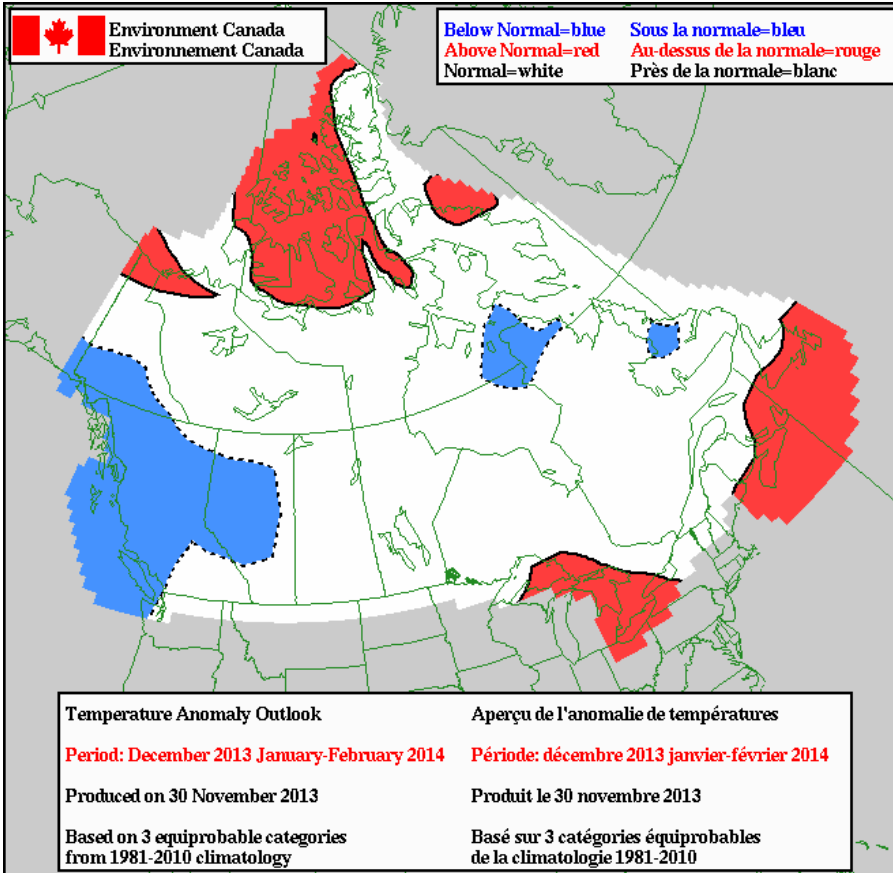 Environment Canada
Environnement Canada
Below Normal=blue Sous la normale=bleu
Above Normal=red Au-dessus de la normale=rouge
Normal=white Près de la normale=blanc
Temperature Anomaly Outlook
Period: December 2013 January-February 2014
Produced on 30 November 2013
Based on 3 equiprobable categories
from 1981-2010 climatology
Aperçu de l'anomalie de températures
Période: décembre 2013 janvier-février 2014
Produit le 30 novembre 2013
Basé sur 3 catégories équiprobables
de la climatologie 1981-2010